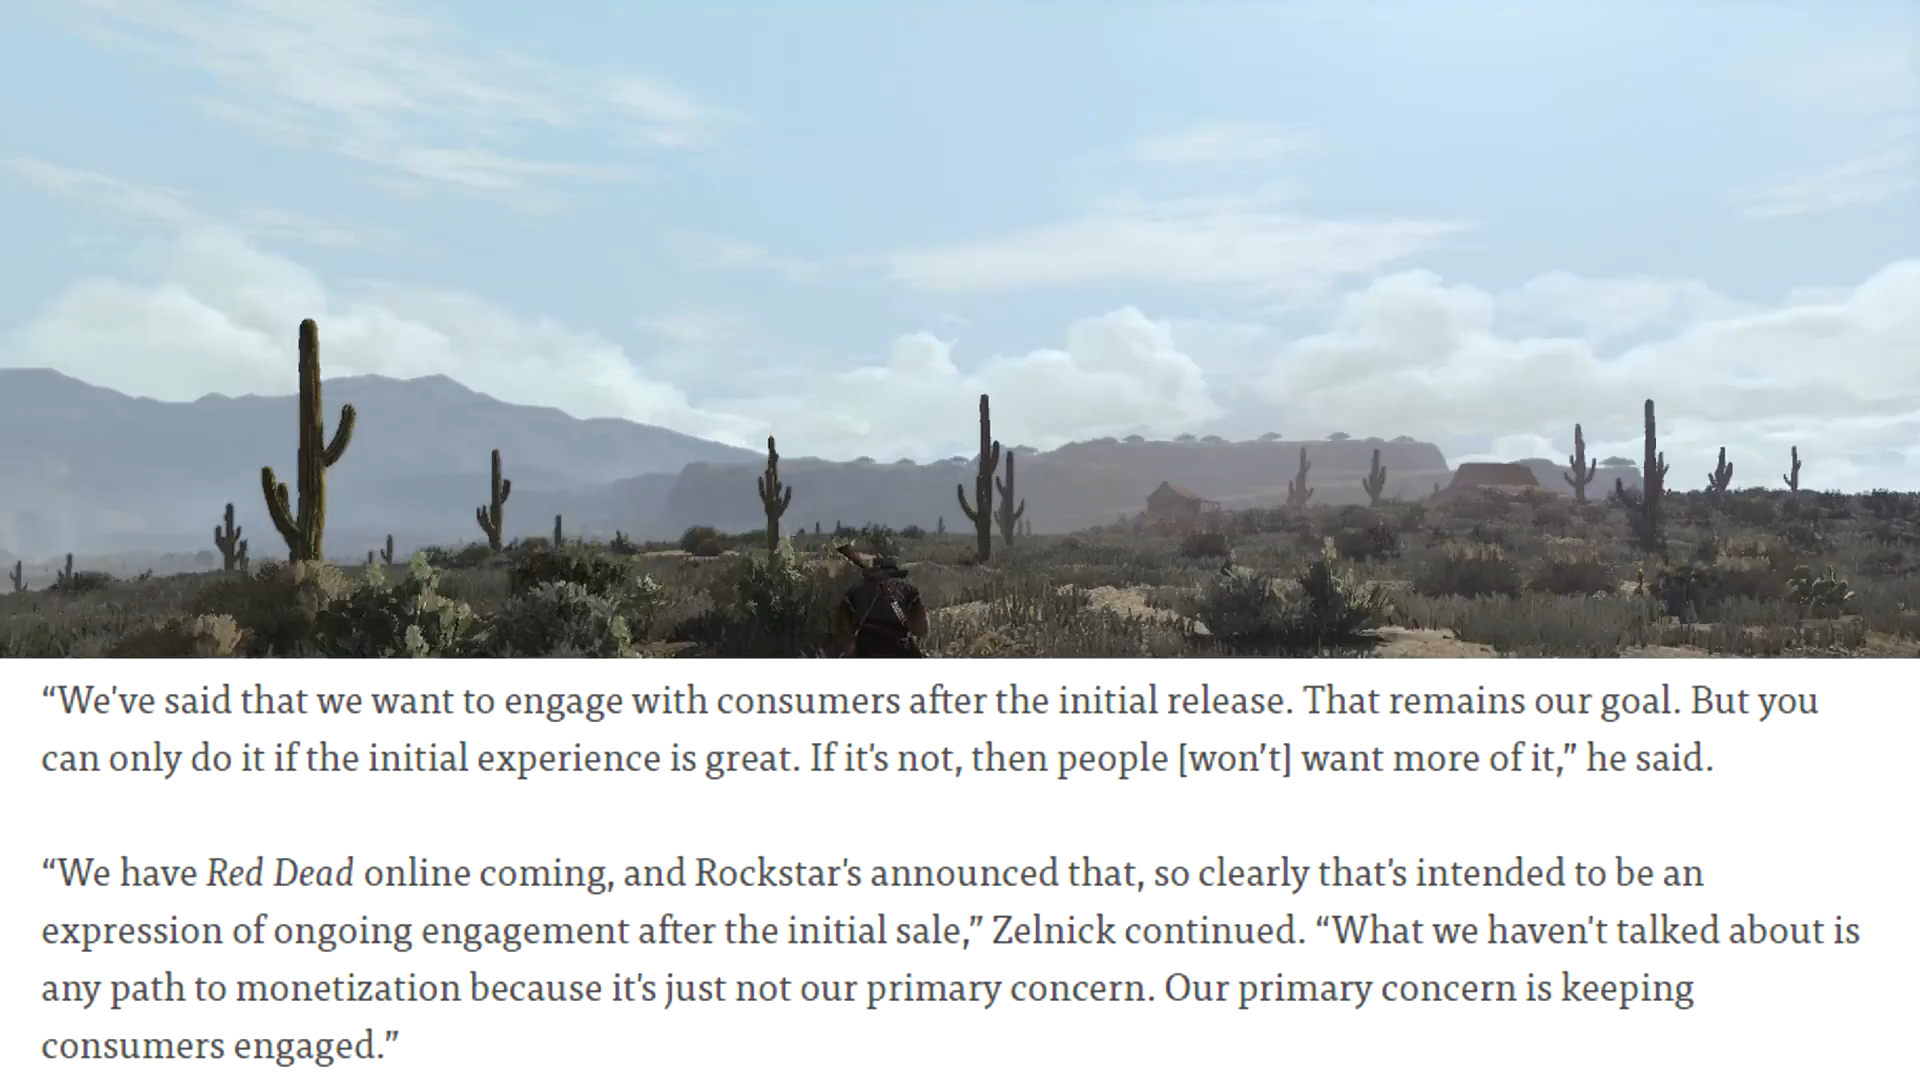 “We've said that we want to engage with consumers after the initial release. That remains our goal. But you
can only do it if the initial experience is great. If it's not, then people [won’t] want more of it,” he said.
“We have Red Dead online coming, and Rockstar's announced that, so clearly that's intended to be an
expression of ongoing engagement after the initial sale,” Zelnick continued. “What we haven't talked about is
any path to monetization because it's just not our primary concern. Our primary concern is keeping
consumers engaged.”